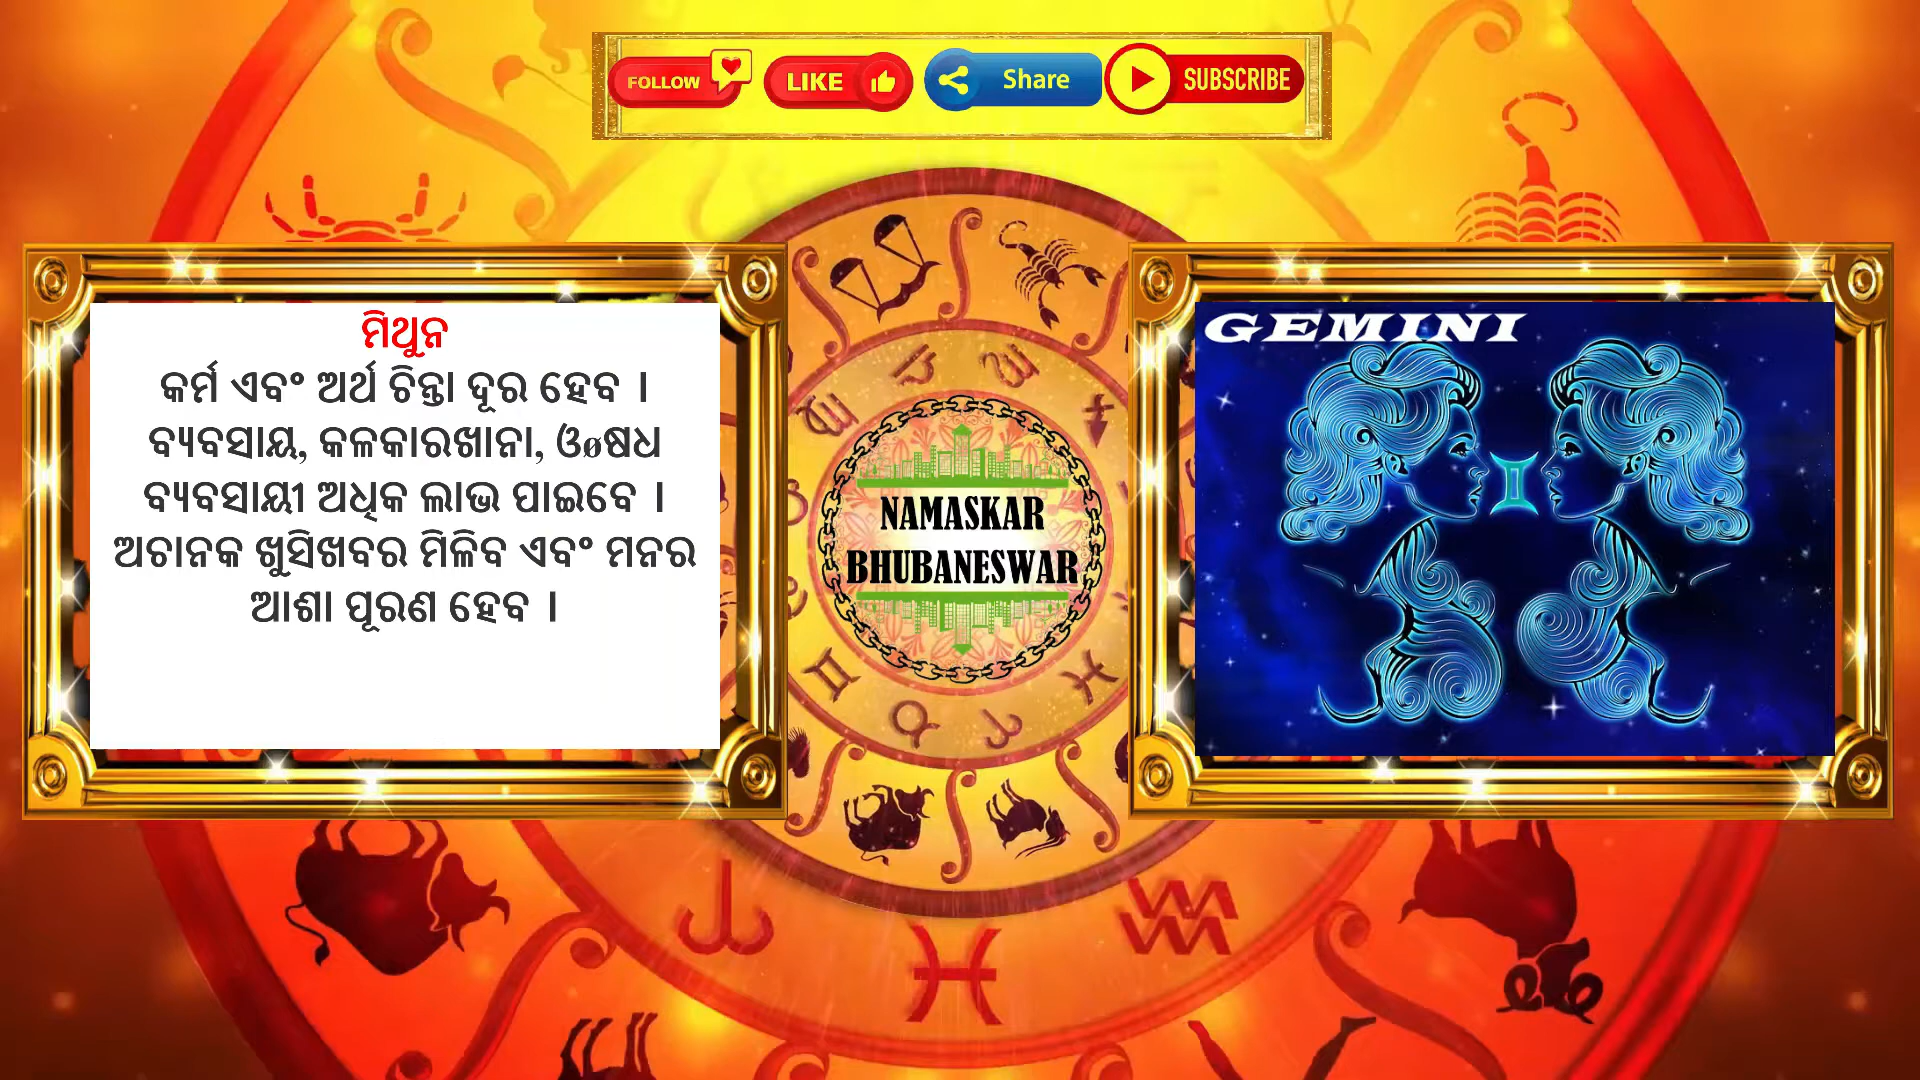 FOLLOW
LIKE
Share
SUBSCRIBE
ମିଥୁନ
କର୍ମ ଏବଂ ଅର୍ଥ ଚିନ୍ତା ଦୂର ହେବ ।
ବ୍ୟବସାୟ, କଳକାରଖାନା, ଓøଷଧ
ବ୍ୟବସାୟୀ ଅଧିକ ଲାଭ ପାଇବେ ।
ଅଚାନକ ଖୁସିଖବର ମିଳିବ ଏବଂ ମନର
ଆଶା ପୂରଣ ହେବ ।
NAMASKAR
BHUBANESWAR
GEMINI